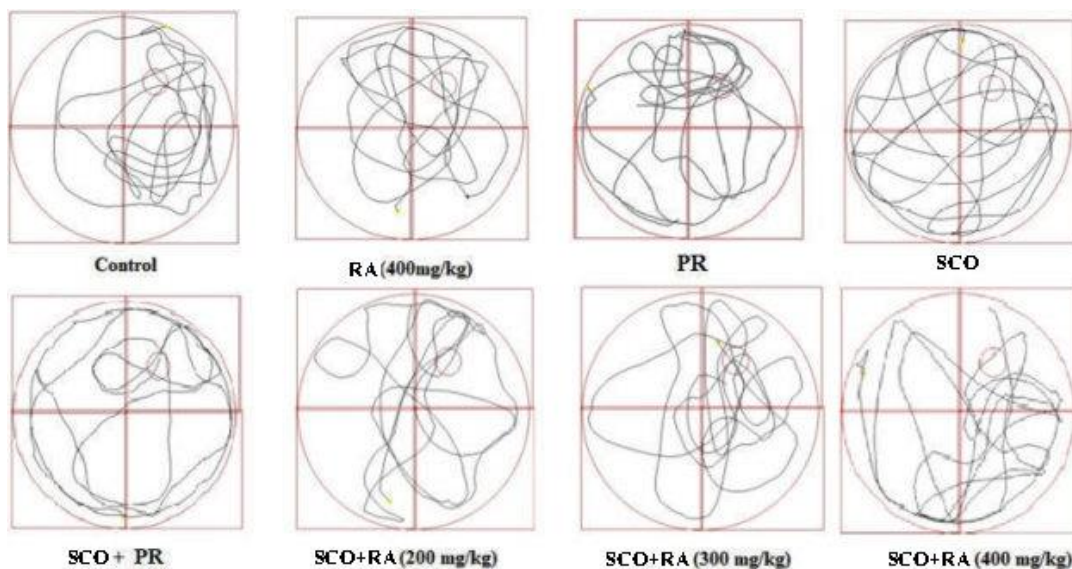 Control
RA (400mg/kg)
PR
SCO
SCO + PR
SCO+RA (200 mg/kg)
SCO+RA (300 mg/kg)
SCO+RA (400 mg/kg)